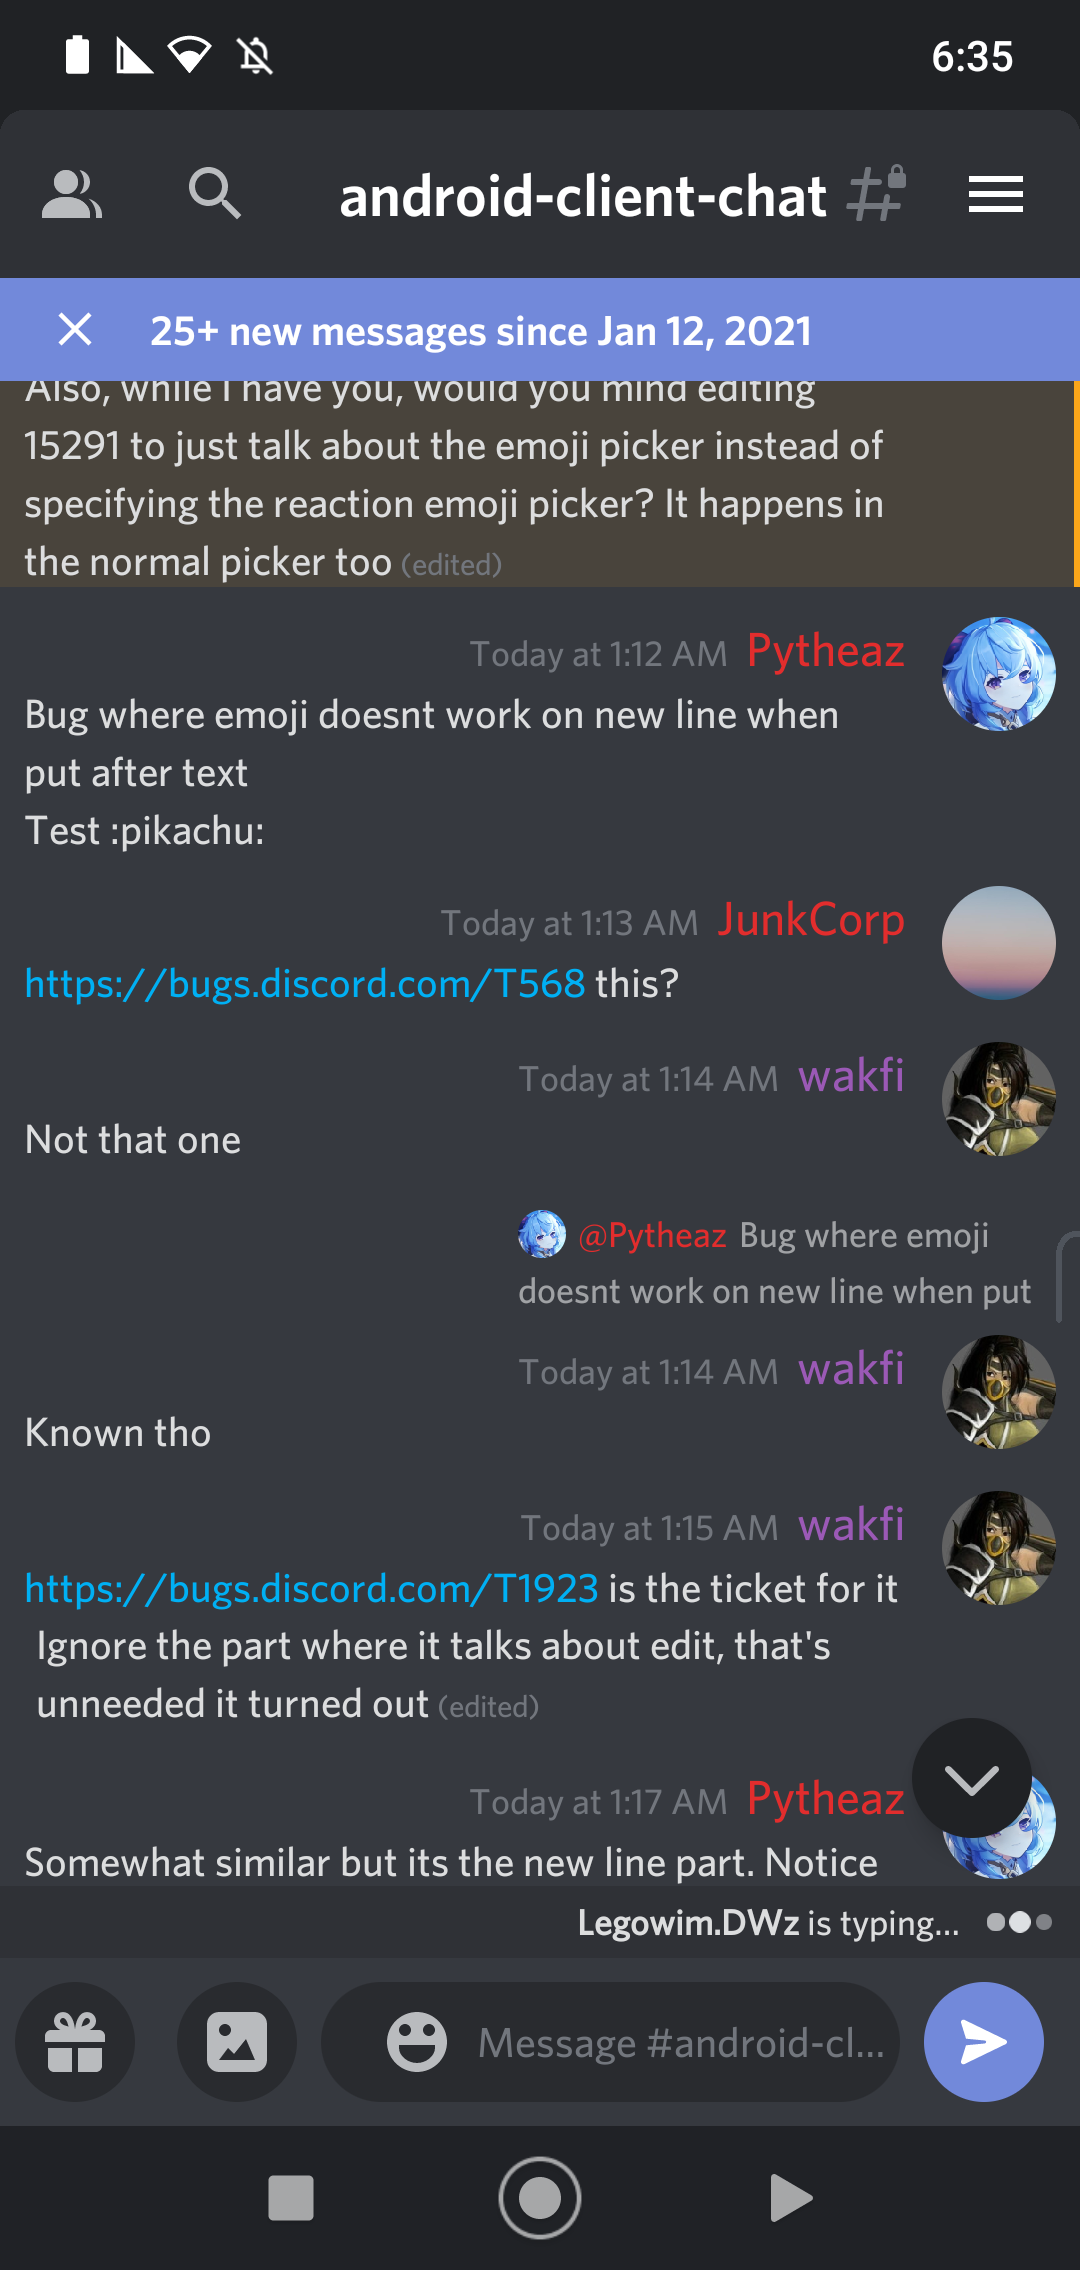 6:35
android-client-chat
25+ new messages since Jan 12, 2021
Also, while I have you, would you mind editing
15291 to just talk about the emoji picker instead of
specifying the reaction emoji picker? It happens in
the normal picker too (edited)
Today at 1:12 AM Pytheaz
Bug where emoji doesnt work on new line when
put after text
Test :pikachu:
Today at 1:13 AM JunkCorp
https://bugs.discord.com/T568 this?
Today at 1:14 AM wakfi
Not that one
@Pytheaz Bug where emoji
doesnt work on new line when put
Today at 1:14 AM wakfi
Known tho
Today at 1:15 AM wakfi
https://bugs.discord.com/T1923 is the ticket for it
Ignore the part where it talks about edit, that's
unneeded it turned out (edited)
Today at 1:17 AM Pytheaz
Somewhat similar but its the new line part. Notice
Legowim.DWz is typing...
Message #android-cl...